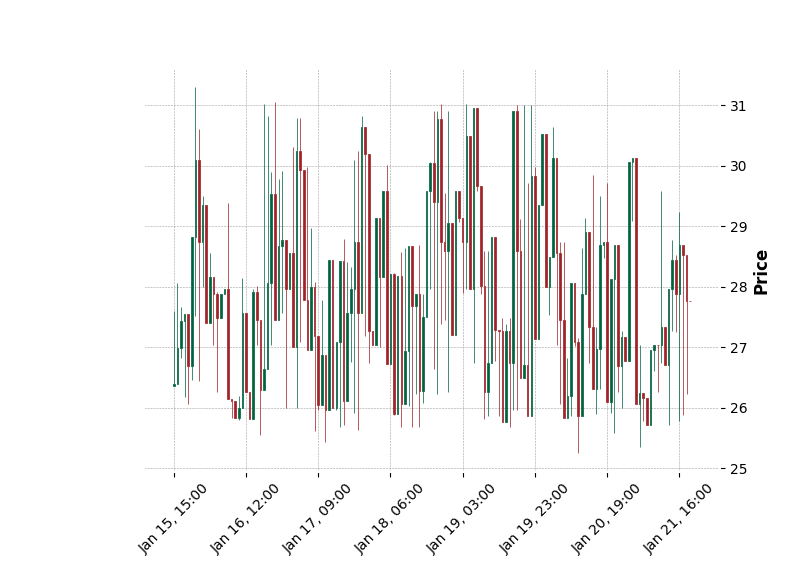 31
30
29
28
27
26
25
Price
Jan 15, 15:00
Jan 16, 12:00
Jan 17, 09:00
Jan 18, 06:00
Jan 19, 03:00
Jan 19, 23:00
Jan 20, 19:00
Jan 21, 16:00